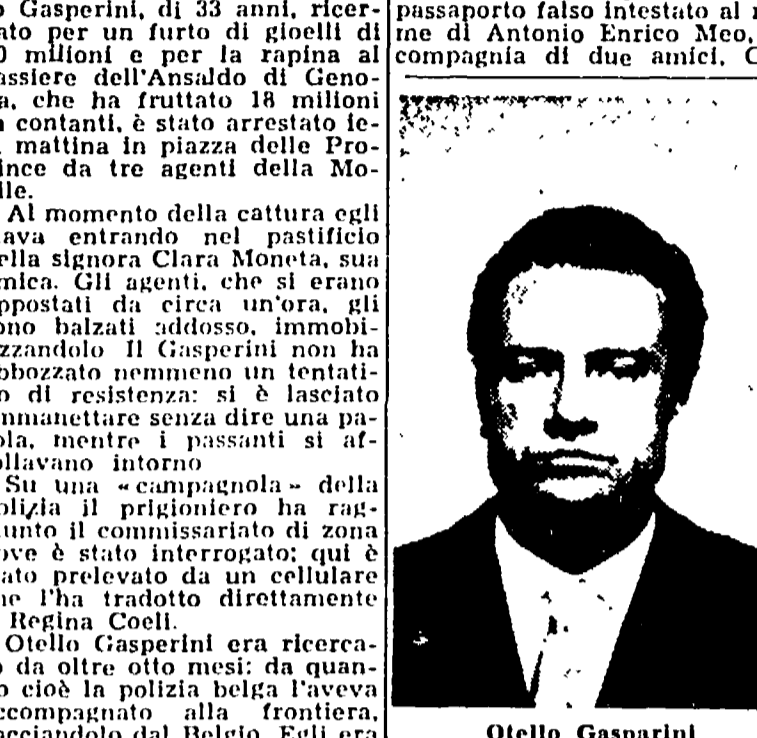 Gasperini, di 33 anni, ricer-
ato per un furto di gioelli di
0 milioni e per la rapina al
assiere dell'Ansaldo di Geno-
a, che ha fruttato 18 milioni
contanti, è stato arrestato ie-
mattina in piazza delle Pro-
ince da tre agenti della Mo-
ile.
Al momento della cattura egli
ava entrando nel pastificio
ella signora Clara Moneta, sua
mica. Gli agenti, che si erano
ppostati da circa un'ora, gli
ono balzati addosso, immobi-
zzandolo Il Gasperini non ha
bbozzato nemmeno un tentati-
o di resistenza: si è lasciato
mmanettare senza dire una pa-
ola, mentre i passanti si af-
ollavano intorno
Su una «campagnola» della
olizia il prigioniero ha rag-
iunto il commissariato di zona
ove è stato interrogato; qui è
ato prelevato da un cellulare
he l'ha tradotto direttamente
Regina Coeli.
Otello Gasperini era ricerca-
o da oltre otto mesi: da quan-
o cioè la polizia belga l'aveva
ccompagnato alla frontiera,
acciandolo dal Belgio. Egli era
passaporto falso intestato al
me di Antonio Enrico Meo,
compagnia di due amici, C
Otello Gasparini